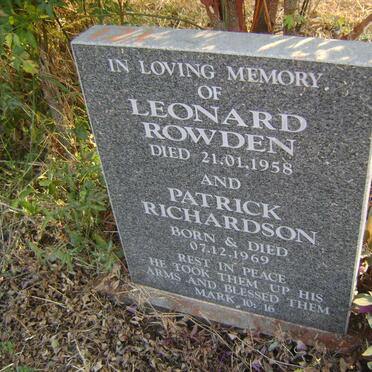 IN LOVING MEMORY
OF
LEONARD
ROWDEN
DIED 21.01.1958
AND
PATRICK
RICHARDSON
BORN & DIED
07.12.1969
REST IN PEACE
HE TOOK THEM UP HIS
ARMS AND BLESSED THEM
MARK 10: 16